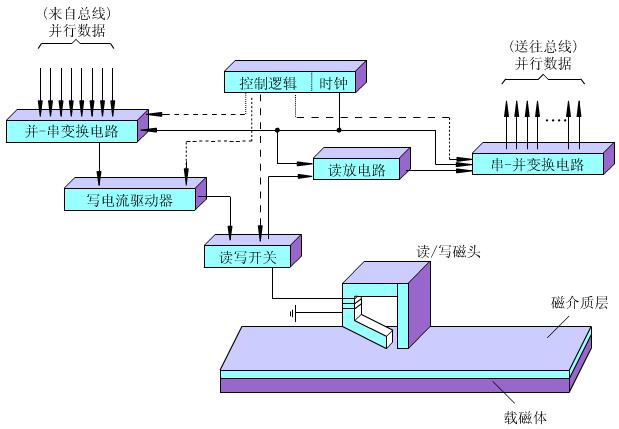 (来自总线)
并行数据
(送往总线)
并行数据
控制逻辑 时钟
并-串变换电路
串-并变换电路
读放电路
写电流驱动器
读写开关
读/写磁头
磁介质层
载磁体